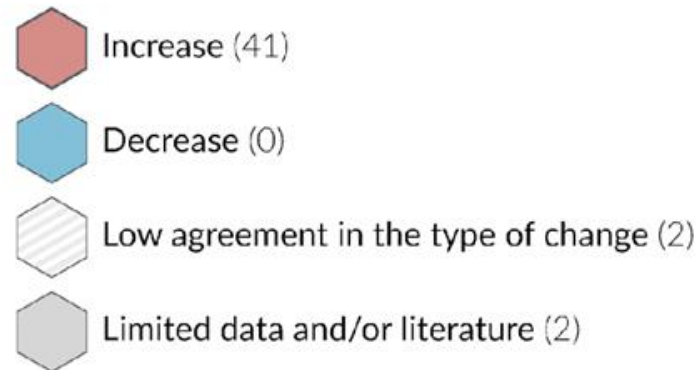 Increase (41)
Decrease (0)
Low agreement in the type of change (2)
Limited data and/or literature (2)